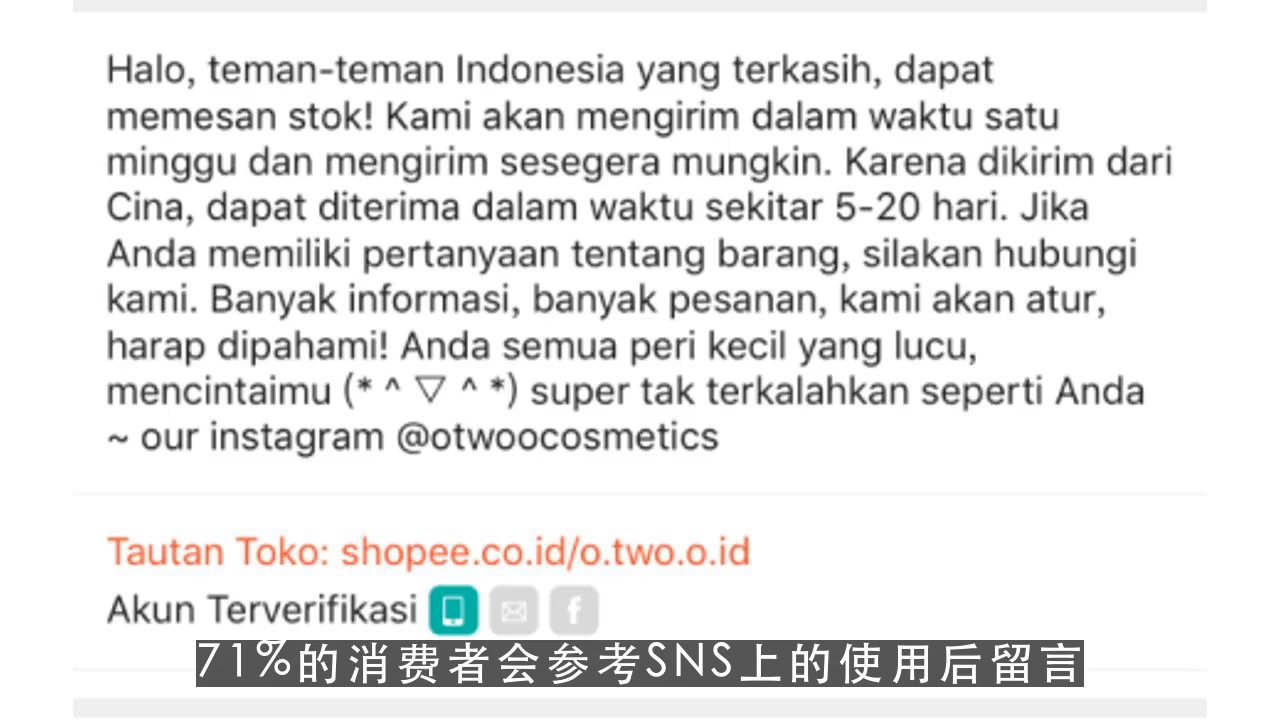 Halo, teman-teman Indonesia yang terkasih, dapat
memesan stok! Kami akan mengirim dalam waktu satu
minggu dan mengirim sesegera mungkin. Karena dikirim dari
Cina, dapat diterima dalam waktu sekitar 5-20 hari. Jika
Anda memiliki pertanyaan tentang barang, silakan hubungi
kami. Banyak informasi, banyak pesanan, kami akan atur,
harap dipahami! Anda semua peri kecil yang lucu,
mencintaimu (* ^ ▽ ^ *) super tak terkalahkan seperti Anda
~ our instagram @otwoocosmetics
Tautan Toko: shopee.co.id/o.two.o.id
Akun Terverifikasi
71%的消费者会参考SNS上的使用后留言